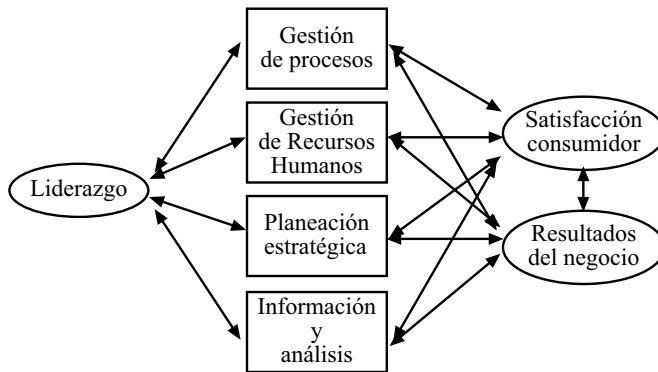 Gestión
de procesos
Gestión
de Recursos
Humanos
Satisfacción
consumidor
Liderazgo
Planeación
estratégica
Resultados
del negocio
Información
y
análisis